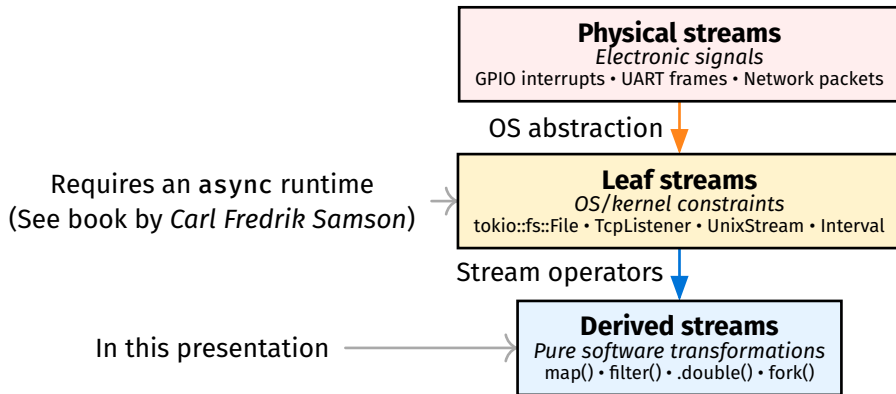 Physical streams
Electronic signals
GPIO interrupts • UART frames • Network packets
OS abstraction
Requires an async runtime
(See book by Carl Fredrik Samson)
Leaf streams
OS/kernel constraints
tokio::fs::File • TcpListener • UnixStream • Interval
Stream operators
In this presentation
Derived streams
Pure software transformations
map() • filter() • .double() • fork()